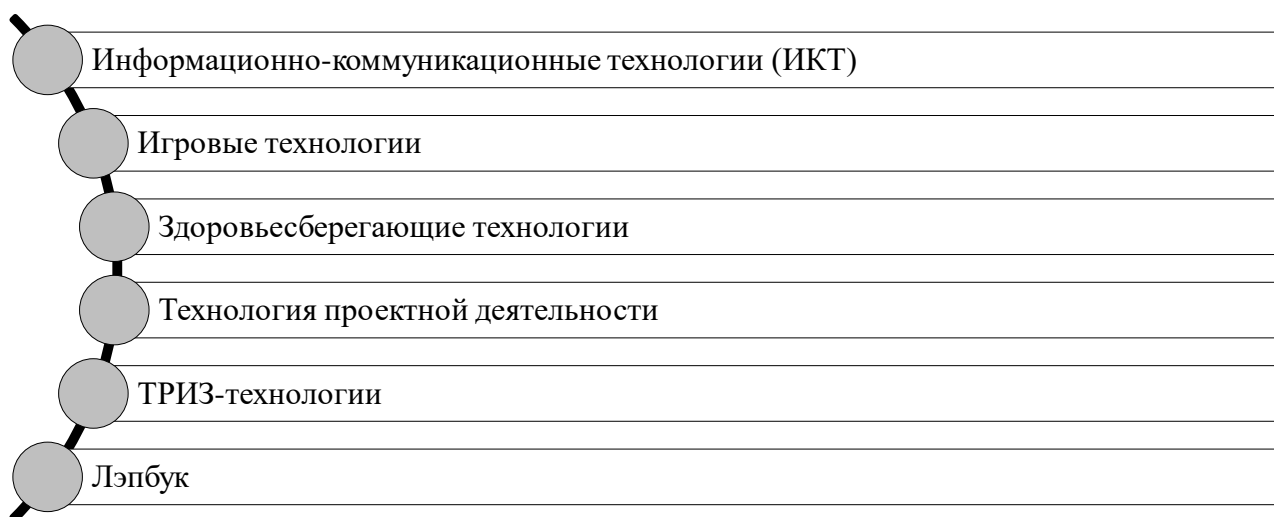 Информационно-коммуникационные технологии (ИКТ)
Игровые технологии
Здоровьесберегающие технологии
Технология проектной деятельности
ТРИЗ-технологии
Лэпбук